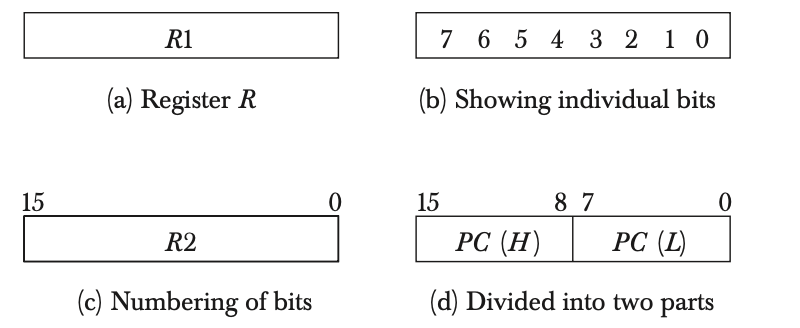 R1
7 6 5 4 3 2 1 0
(a) Register R
(b) Showing individual bits
15 0
15 8 7 0
R2
PC (H) PC (L)
(c) Numbering of bits
(d) Divided into two parts